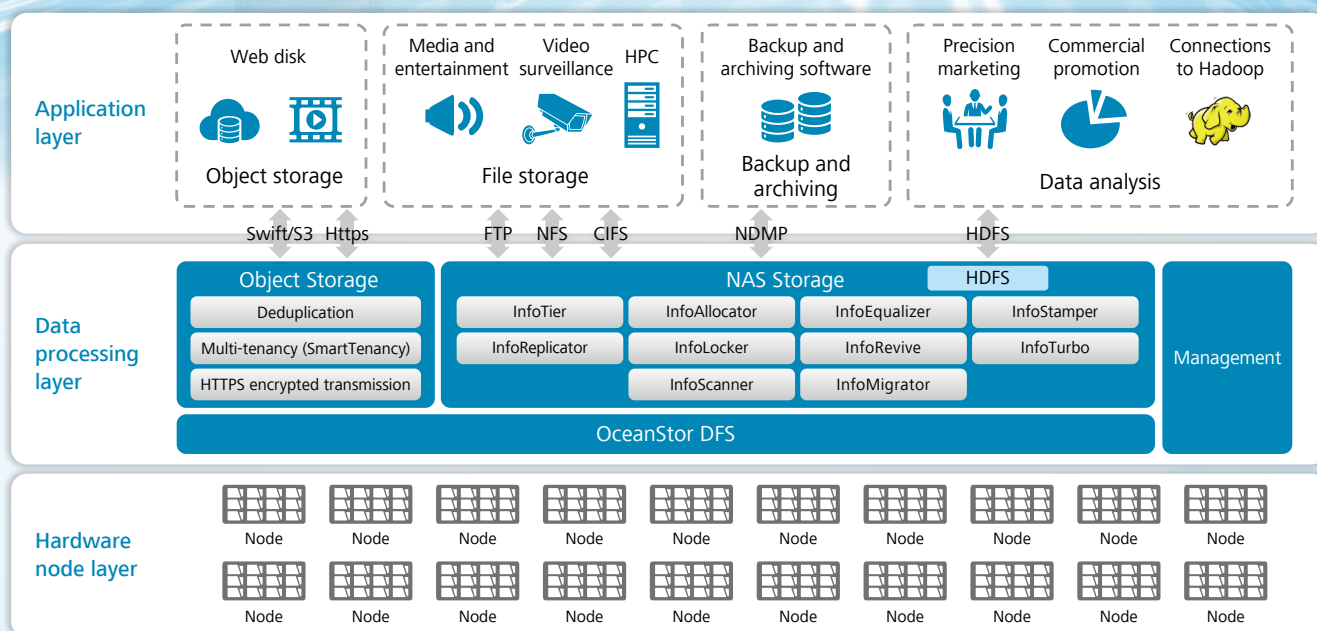 Application
layer
Web disk
Object storage
Media and
entertainment
Video
surveillance
HPC
File storage
Backup and
archiving software
Backup and
archiving
Precision
marketing
Commercial
promotion
Connections
to Hadoop
Data analysis
Swift/S3 Https FTP NFS CIFS NDMP HDFS
Data
processing
layer
Object Storage
Deduplication
Multi-tenancy (SmartTenancy)
HTTPS encrypted transmission
NAS Storage
HDFS
InfoTier InfoAllocator InfoEqualizer InfoStamper
InfoReplicator InfoLocker InfoRevive InfoTurbo
InfoScanner InfoMigrator
Management
OceanStor DFS
Hardware
node layer
Node Node Node Node Node Node Node Node Node Node
Node Node Node Node Node Node Node Node Node Node